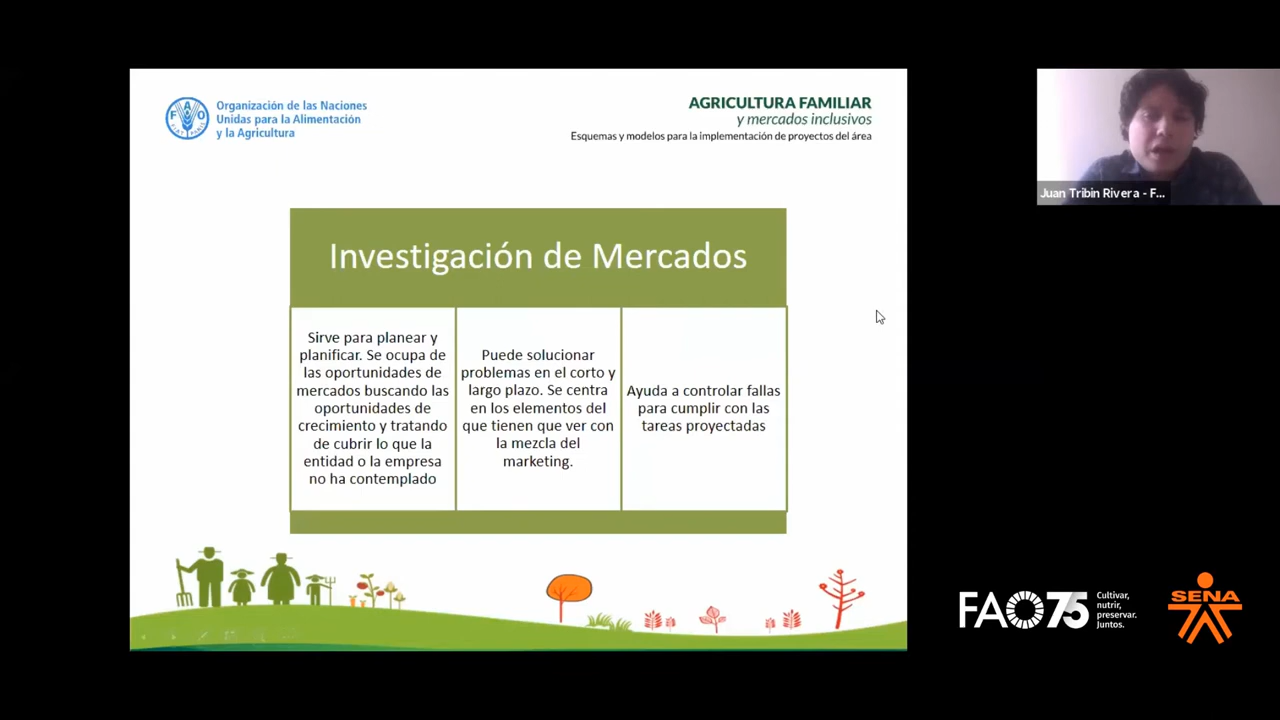 FAO
FIAT PANIS
Organización de las Naciones
Unidas para la Alimentación
y la Agricultura
AGRICULTURA FAMILIAR
y mercados inclusivos
Esquemas y modelos para la implementación de proyectos del área
Juan Tribin Rivera - F...
Investigación de Mercados
Sirve para planear y
planificar. Se ocupa de
las oportunidades de
mercados buscando las
oportunidades de
crecimiento y tratando
de cubrir lo que la
entidad o la empresa
no ha contemplado
Puede solucionar
problemas en el corto y
largo plazo. Se centra
en los elementos del
que tienen que ver con
la mezcla del
marketing.
Ayuda a controlar fallas
para cumplir con las
tareas proyectadas
FAO75
Cultivar,
nutrir,
preservar.
Juntos.
SENA